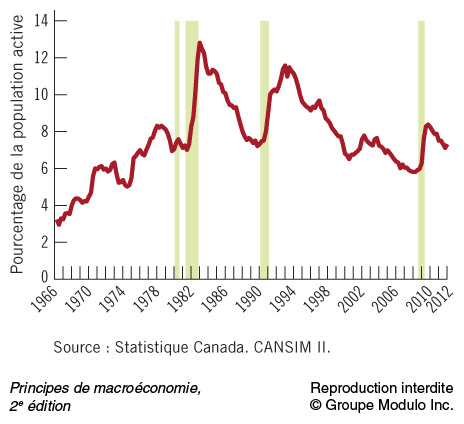 Pourcentage de la population active
14
12
10
8
6
4
2
0
1966 1970 1974 1978 1982 1986 1990 1994 1998 2002 2006 2010 2012
Source : Statistique Canada. CANSIM II.
Principes de macroéconomie,
2e édition
Reproduction interdite
© Groupe Modulo Inc.